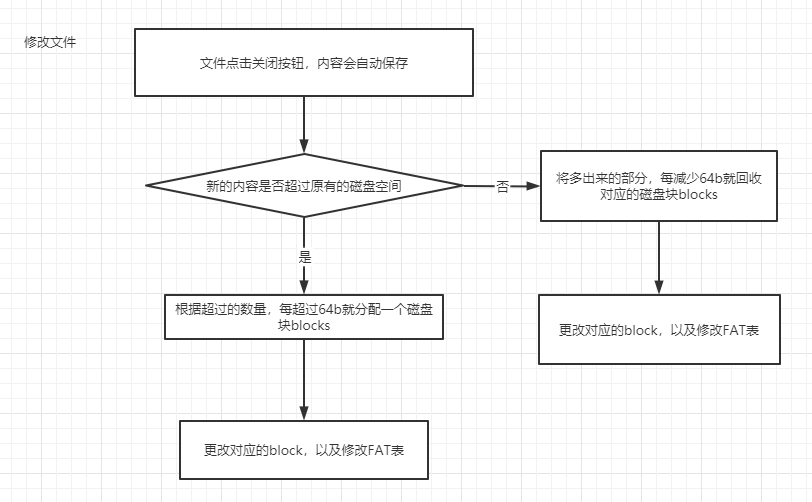 修改文件
文件点击关闭按钮，内容会自动保存
新的内容是否超过原有的磁盘空间
否
将多出来的部分，每减少64b就回收
对应的磁盘块blocks
是
根据超过的数量，每超过64b就分配一个磁盘
块blocks
更改对应的block，以及修改FAT表
更改对应的block，以及修改FAT表